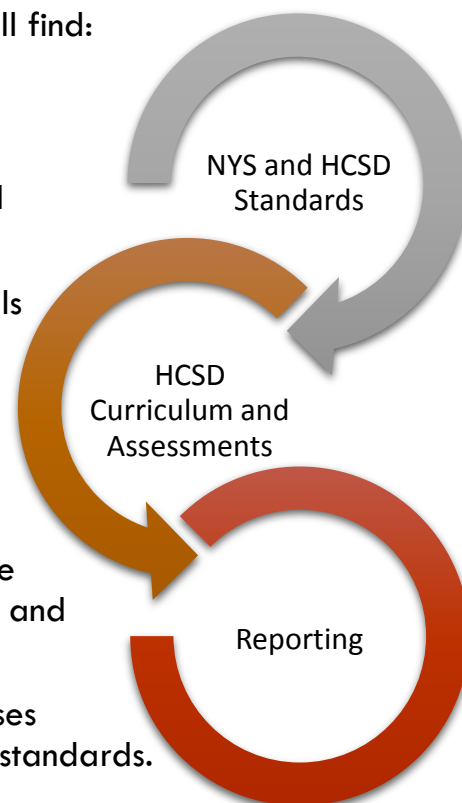 ll find:
NYS and HCSD
Standards
ls
HCSD
Curriculum and
Assessments
e
and
Reporting
ses
standards.